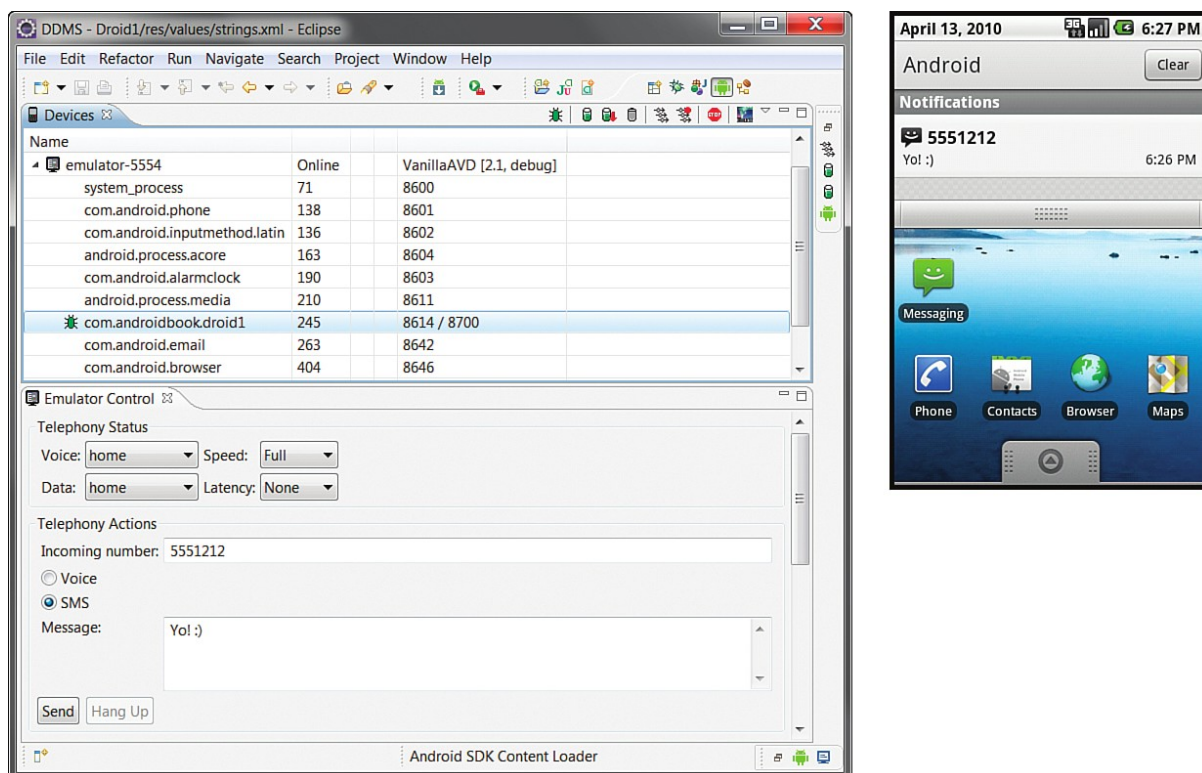 DDMS Droid1/res/values/strings.xml - Eclipse
File Edit Refactor Run Navigate Search Project Window Help
Devices
Name
emulator-5554 Online VanillaAVD [2.1, debug]
system_process 71 8600
com.android.phone 138 8601
com.android.inputmethod.latin 136 8602
android.process.acore 163 8604
com.android.alarmclock 190 8603
android.process.media 210 8611
com.androidbook.droid1 245 8614 / 8700
com.android.email 263 8642
com.android.browser 404 8646
Emulator Control
Telephony Status
Voice: home Speed: Full
Data: home Latency: None
Telephony Actions
Incoming number: 5551212
Voice
SMS
Message: Yo! :)
Send Hang Up
Android SDK Content Loader
April 13, 2010 3G 6:27 PM
Android Clear
Notifications
5551212
Yo! :) 6:26 PM
Messaging
Phone Contacts Browser Maps